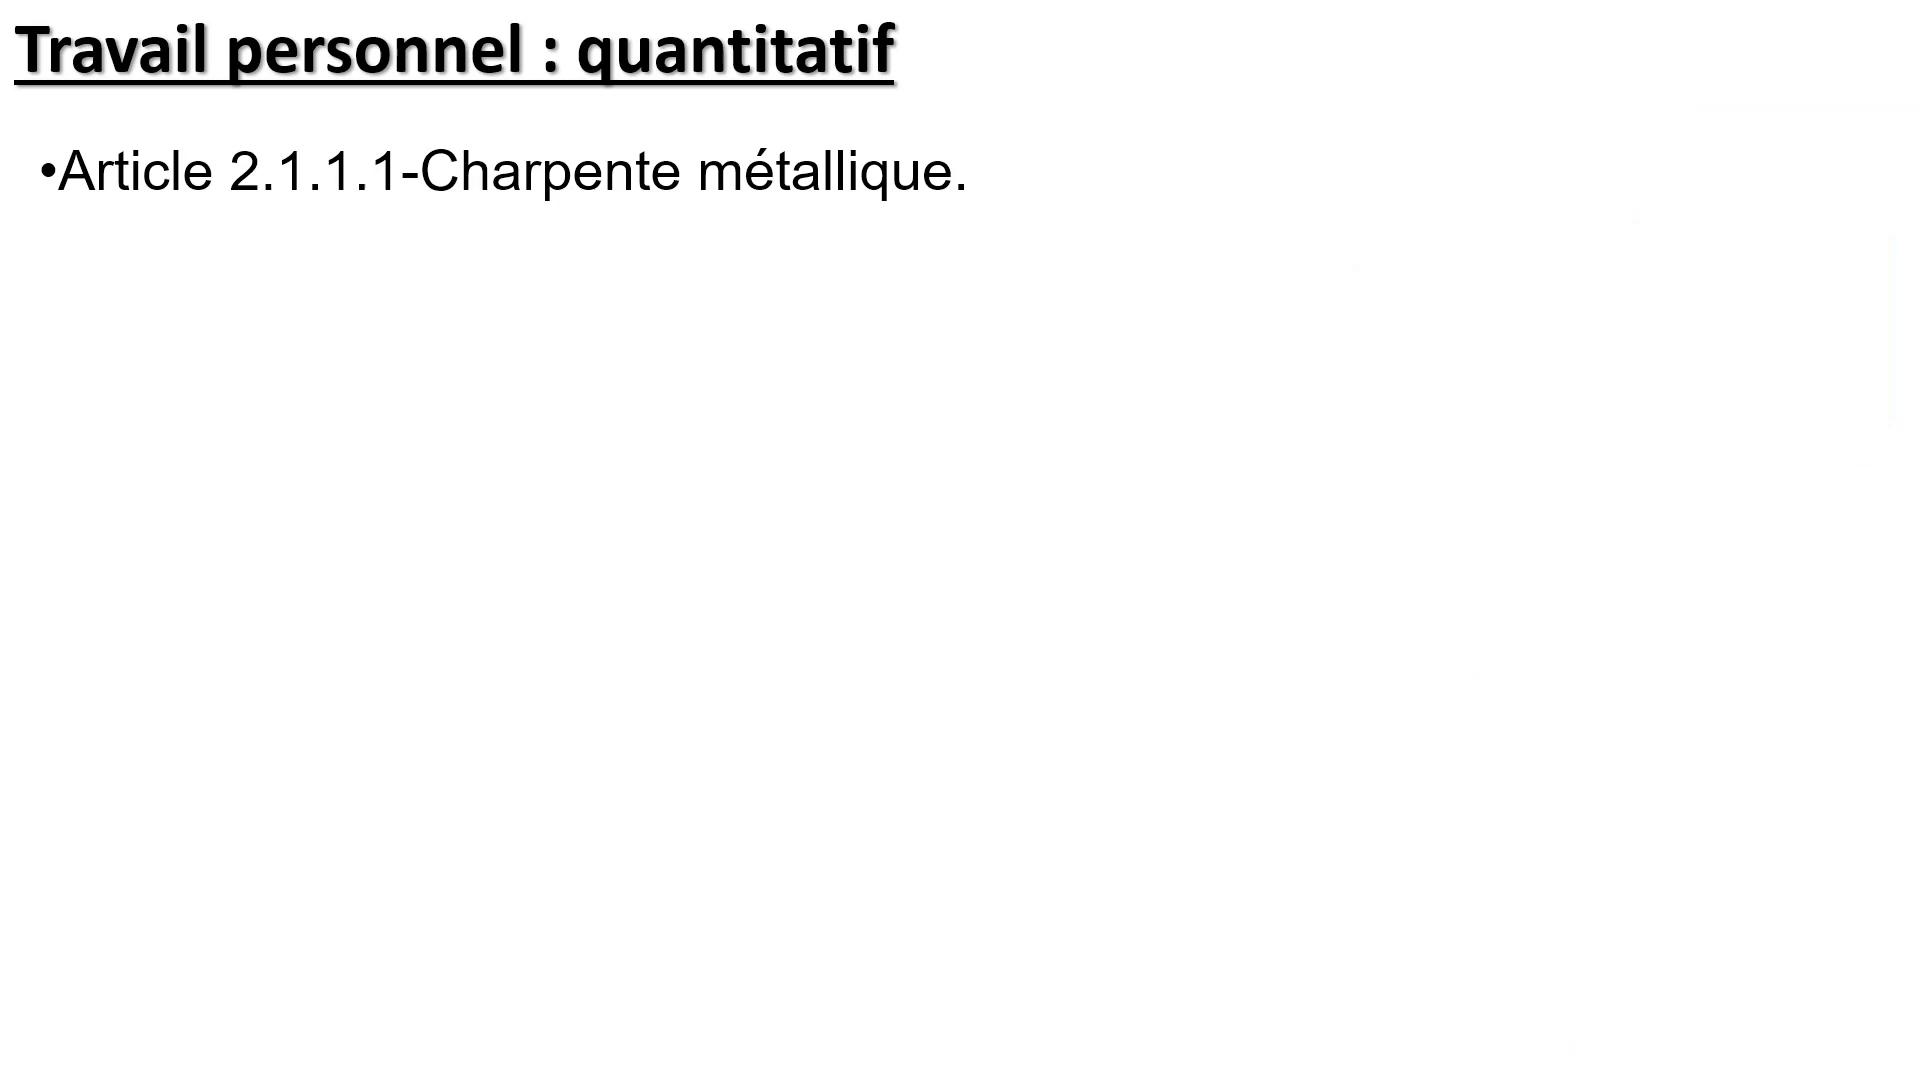 Travail personnel : quantitatif
•Article 2.1.1.1-Charpente métallique.